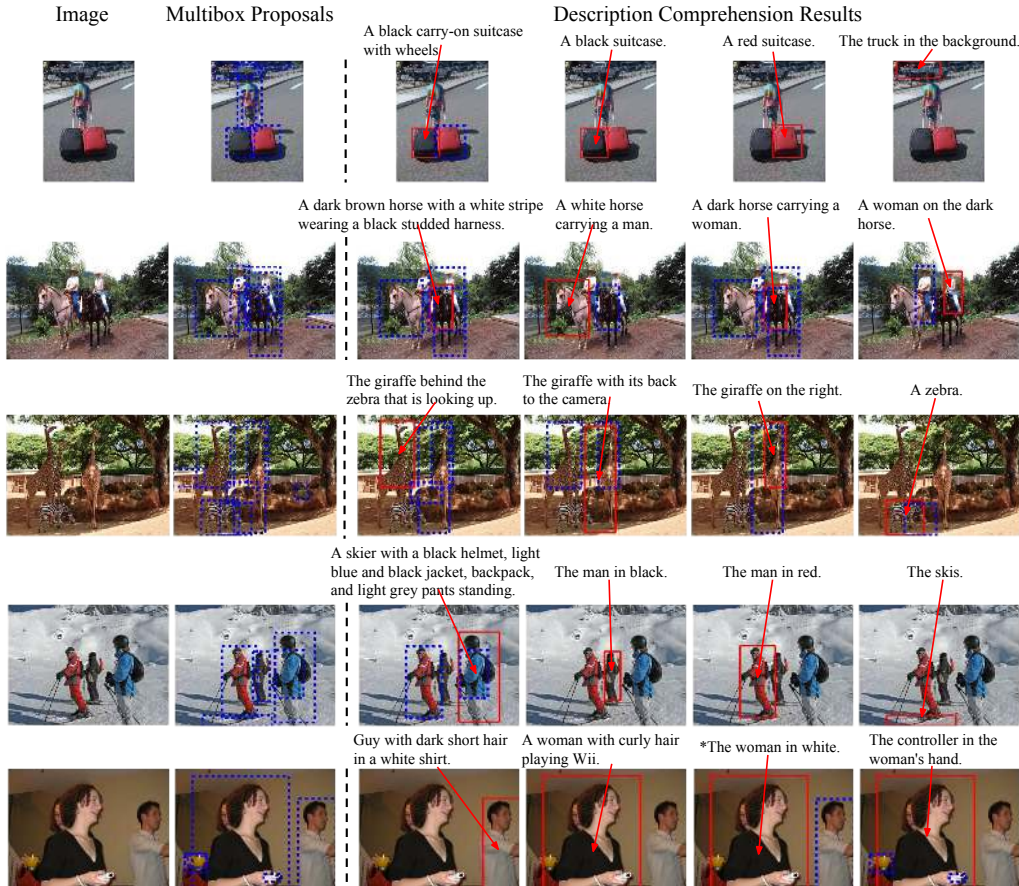 Image
Multibox Proposals
Description Comprehension Results
A black carry-on suitcase
with wheels
A black suitcase.
A red suitcase.
The truck in the background.
A dark brown horse with a white stripe
wearing a black studded harness.
A white horse
carrying a man.
A dark horse carrying a
woman.
A woman on the dark
horse.
The giraffe behind the
zebra that is looking up.
The giraffe with its back
to the camera
The giraffe on the right.
A zebra.
A skier with a black helmet, light
blue and black jacket, backpack,
and light grey pants standing.
The man in black.
The man in red.
The skis.
Guy with dark short hair
in a white shirt.
A woman with curly hair
playing Wii.
*The woman in white.
The controller in the
woman's hand.